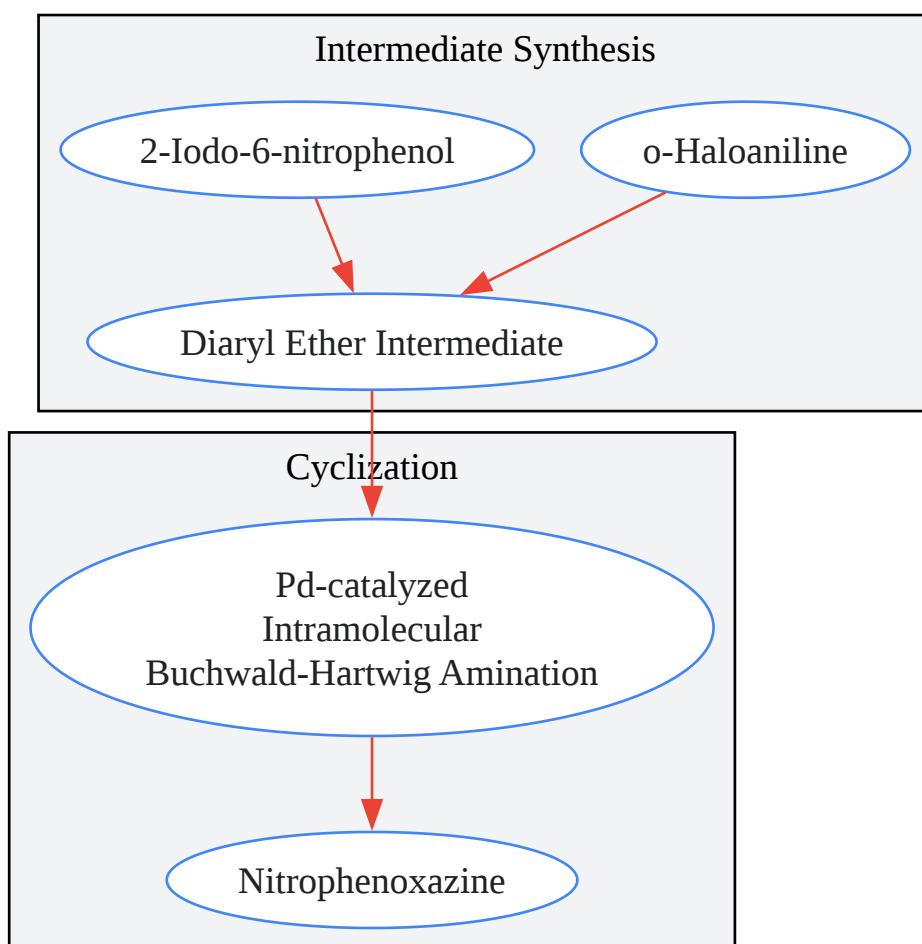 Intermediate Synthesis
2-Iodo-6-nitrophenol
o-Haloaniline
Diaryl Ether Intermediate
Cyclization
Pd-catalyzed
Intramolecular
Buchwald-Hartwig Amination
Nitrophenoxazine